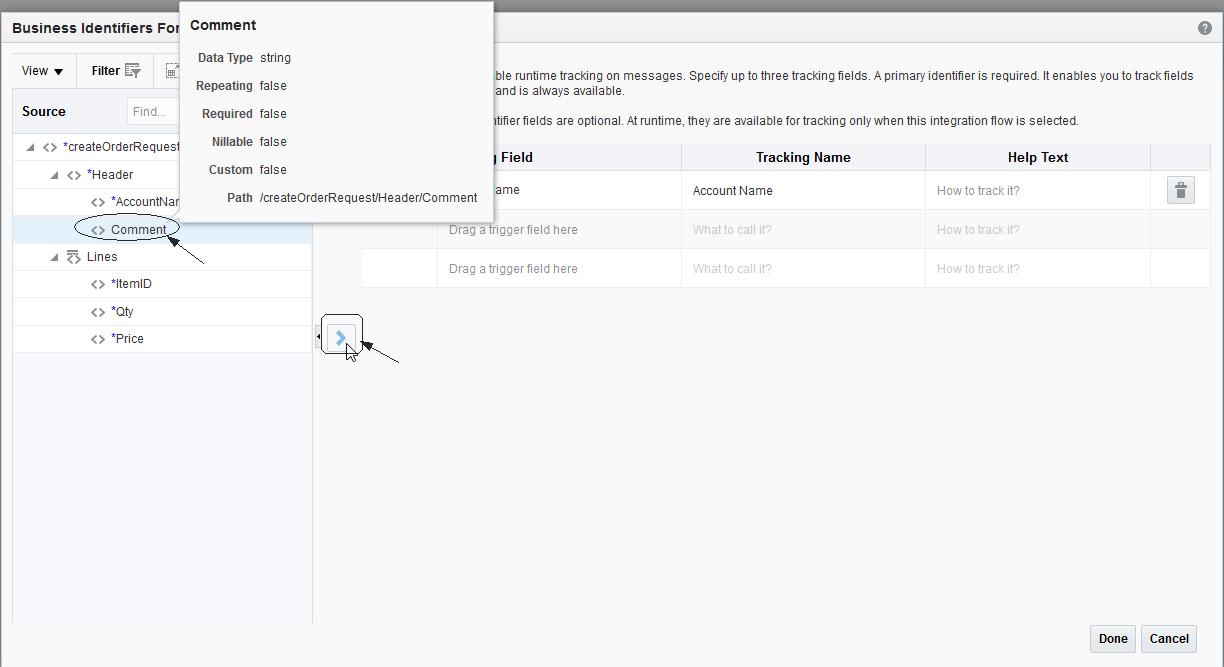 Business Identifiers For
Comment
Data Type string
Repeating false
Required false
Nillable false
Custom false
Path /createOrderRequest/Header/Comment
View
Filter
Source
Find...
*createOrderRequest
*Header
Comment
Lines
*ItemID
*Qty
*Price
runtime tracking on messages. Specify up to three tracking fields. A primary identifier is required. It enables you to track fields
and is always available.
fields are optional. At runtime, they are available for tracking only when this integration flow is selected.
Field Tracking Name Help Text
Account Name How to track it?
Drag a trigger field here What to call it? How to track it?
Drag a trigger field here What to call it? How to track it?
Done Cancel